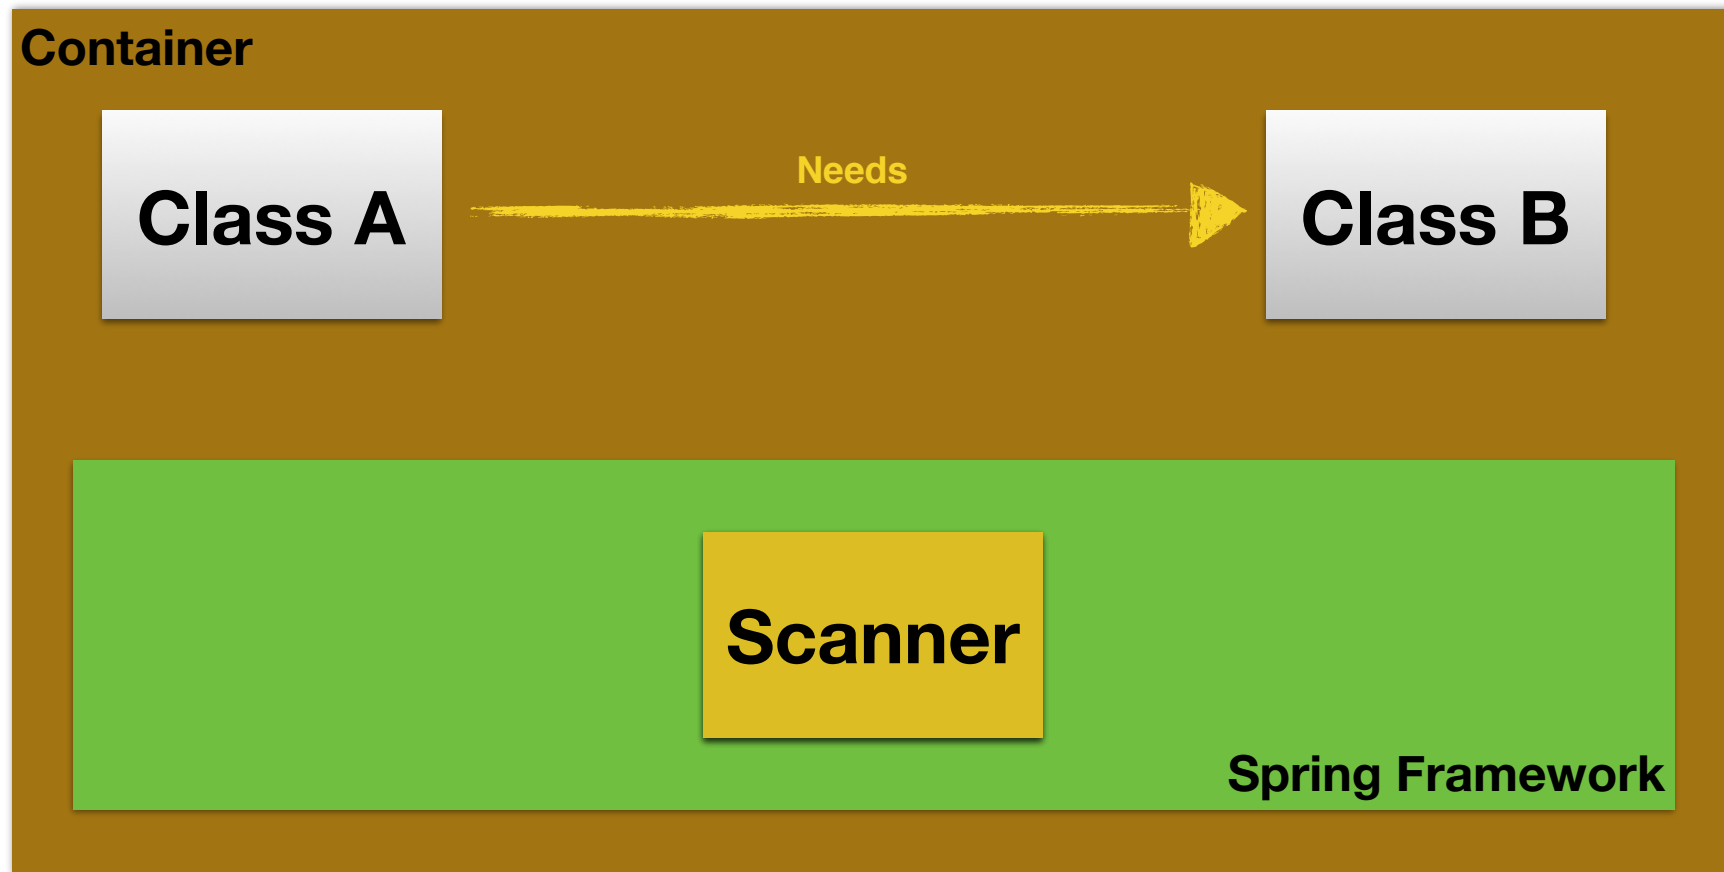 Container
Needs
Class A
Class B
Scanner
Spring Framework